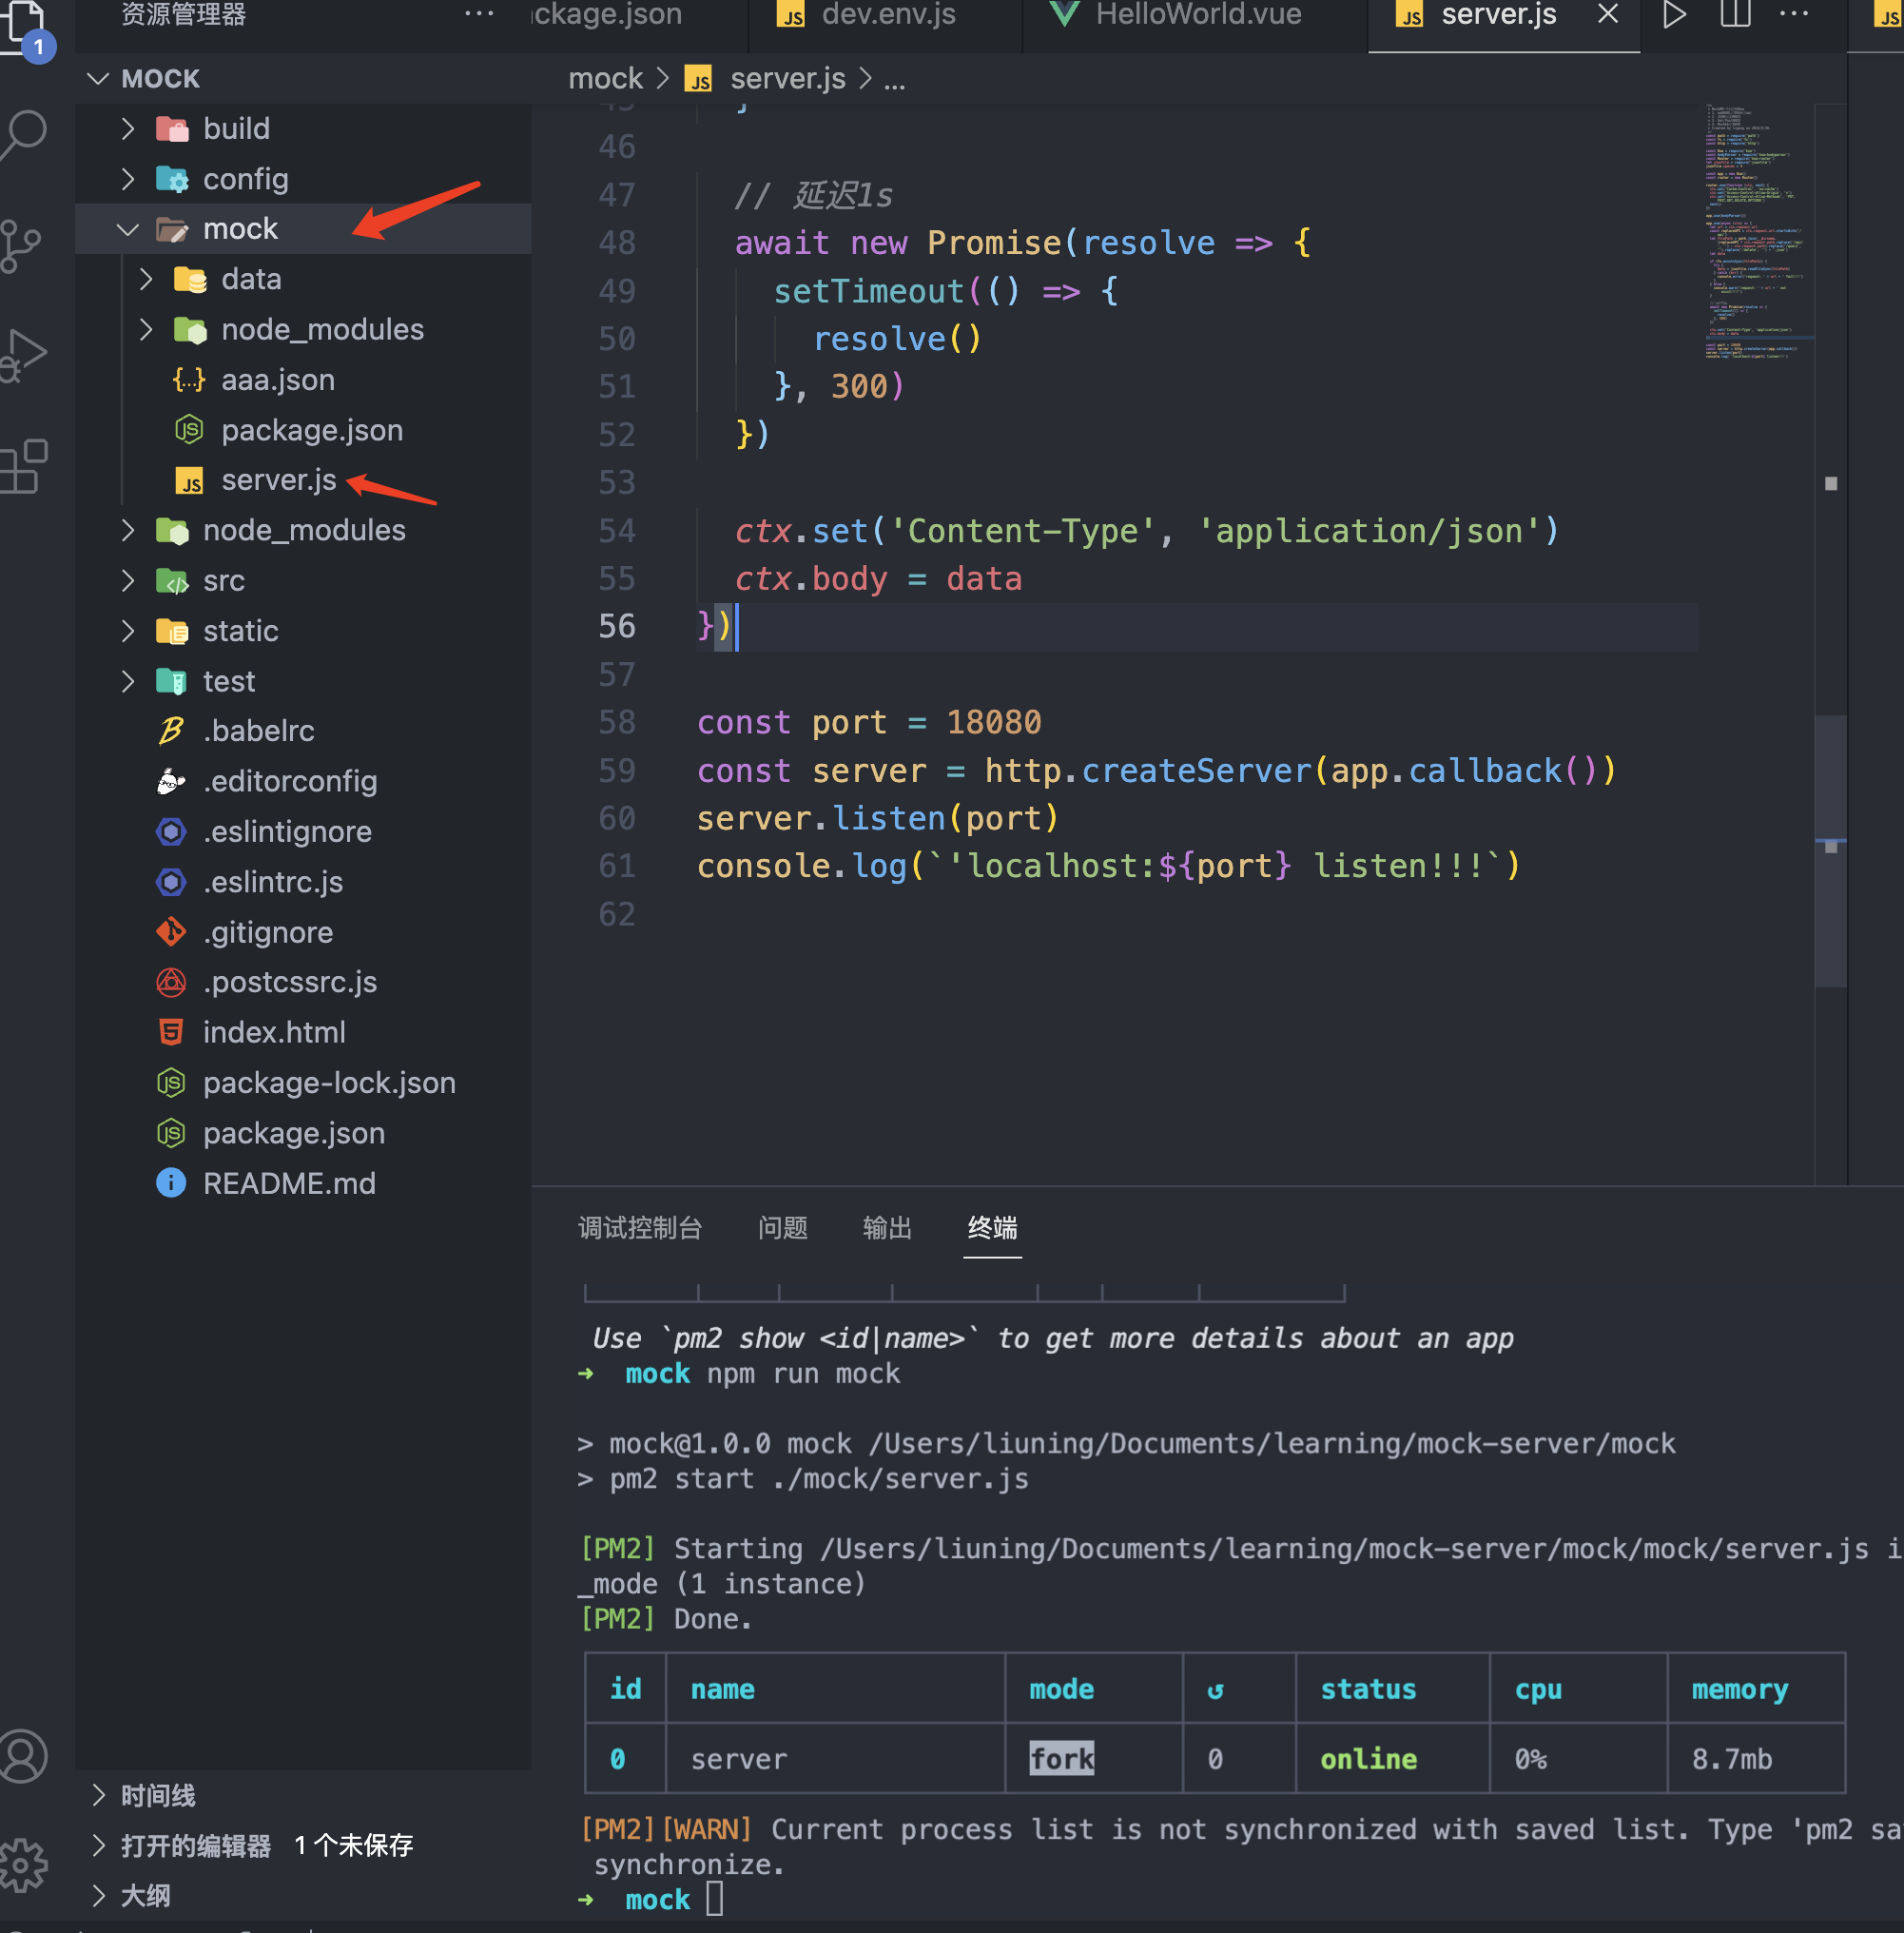 资源管理器
ckage.json
dev.env.js
HelloWorld.vue
server.js
1
MOCK
mock > server.js > ...
build
config
mock
data
node_modules
aaa.json
package.json
server.js
node_modules
src
static
test
.babelrc
.editorconfig
.eslintignore
.eslintrc.js
.gitignore
.postcssrc.js
index.html
package-lock.json
package.json
README.md
时间线
打开的编辑器 1 个未保存
大纲
45 }
46
47 // 延迟1s
48 await new Promise(resolve => {
49 setTimeout(() => {
50 resolve()
51 }, 300)
52 })
53
54 ctx.set('Content-Type', 'application/json')
55 ctx.body = data
56 })
57
58 const port = 18080
59 const server = http.createServer(app.callback())
60 server.listen(port)
61 console.log(`'localhost:${port} listen!!!`)
62
调试控制台 问题 输出 终端
Use `pm2 show <id|name>` to get more details about an app
→ mock npm run mock
> mock@1.0.0 mock /Users/liuning/Documents/learning/mock-server/mock
> pm2 start ./mock/server.js
[PM2] Starting /Users/liuning/Documents/learning/mock-server/mock/mock/server.js i
_mode (1 instance)
[PM2] Done.
id name mode ↺ status cpu memory
0 server fork 0 online 0% 8.7mb
[PM2][WARN] Current process list is not synchronized with saved list. Type 'pm2 sa
synchronize.
→ mock